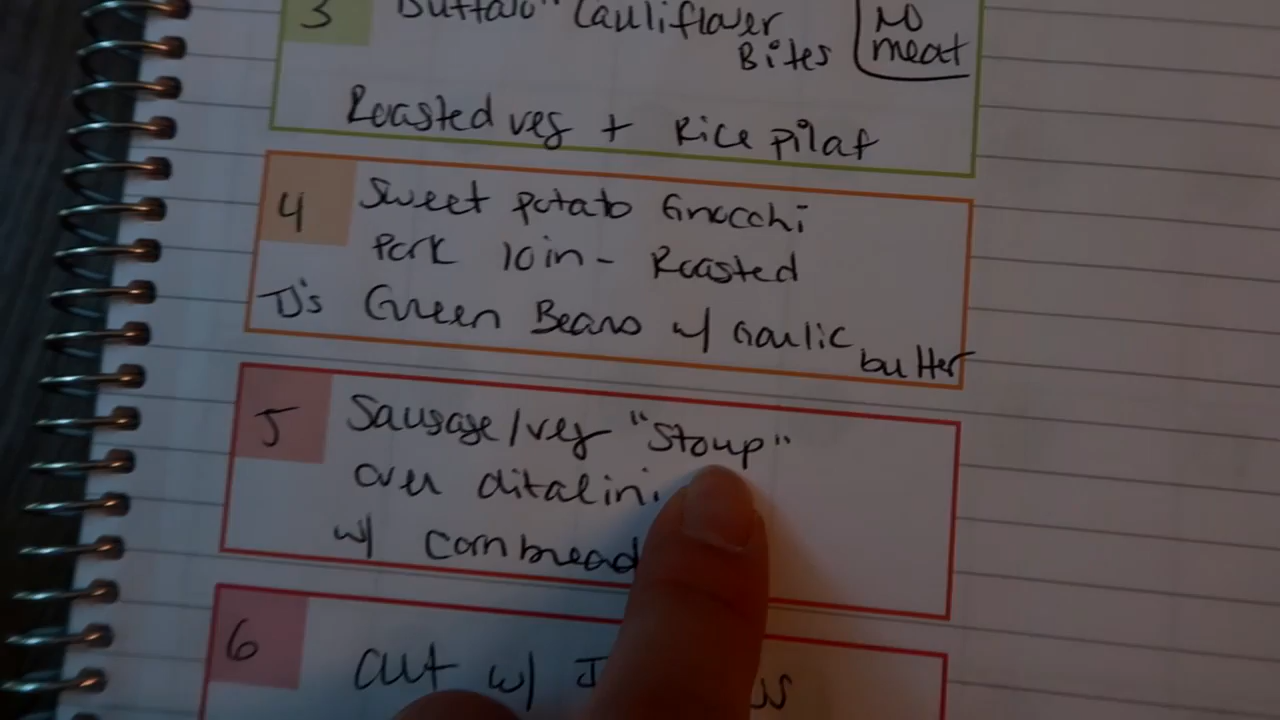 3 "Buffalo" Cauliflower
Bites
No
meat
Roasted veg + Rice pilaf
4 Sweet potato Gnocchi
Pork loin - Roasted
TJ's Green Beans w/ Garlic
butter
5 Sausage/veg "Stoup"
over ditalini
w/ Cornbread
6 out w/